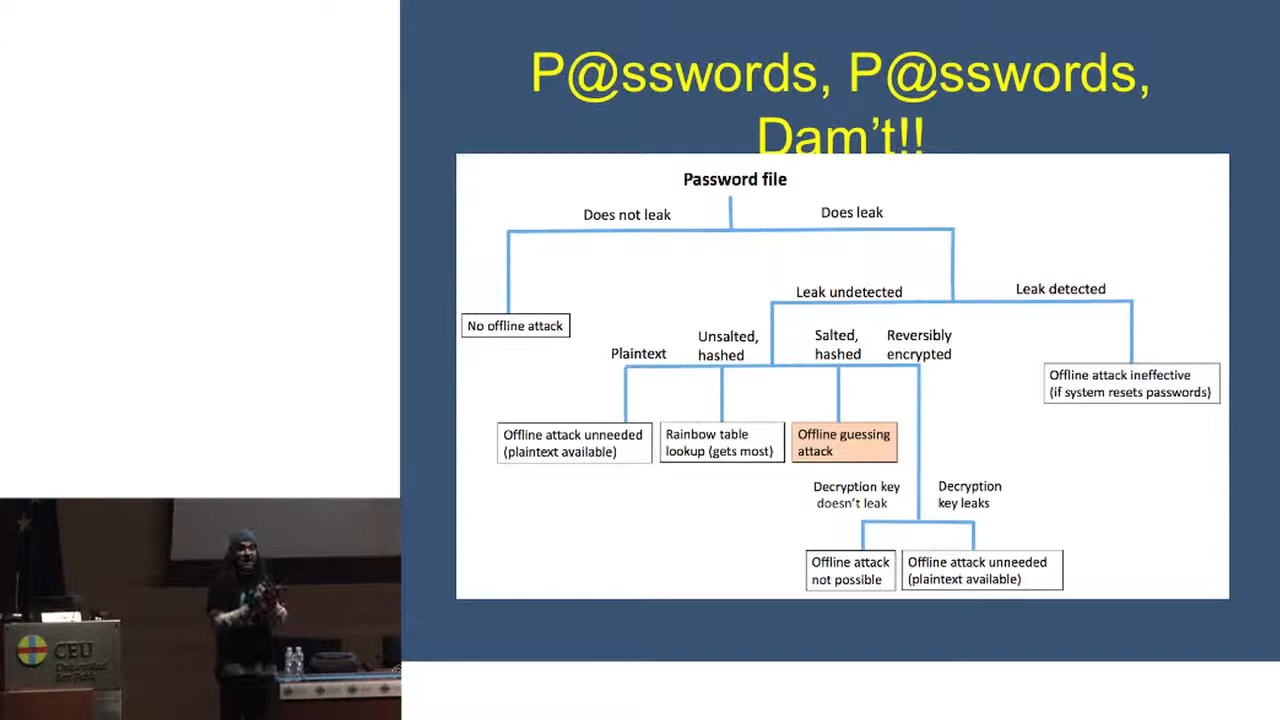 P@sswords, P@sswords,
Dam't!!
Password file
Does not leak
Does leak
Leak undetected
Leak detected
No offline attack
Plaintext
Unsalted,
hashed
Salted,
hashed
Reversibly
encrypted
Offline attack ineffective
(if system resets passwords)
Offline attack unneeded
(plaintext available)
Rainbow table
lookup (gets most)
Offline guessing
attack
Decryption key
doesn't leak
Decryption
key leaks
Offline attack
not possible
Offline attack unneeded
(plaintext available)
CEU
Universidad
San Pablo